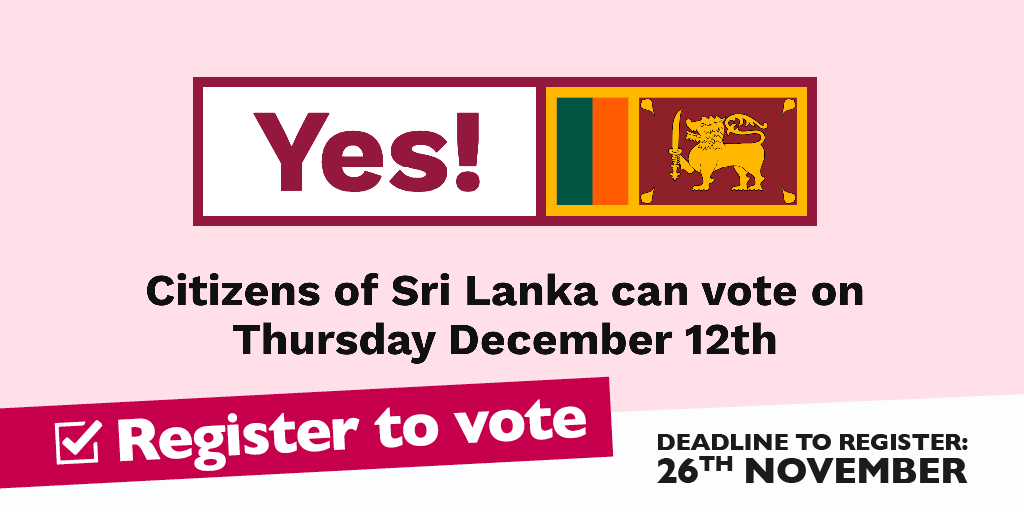 Yes!
Citizens of Sri Lanka can vote on
Thursday December 12th
Register to vote
DEADLINE TO REGISTER:
26TH NOVEMBER